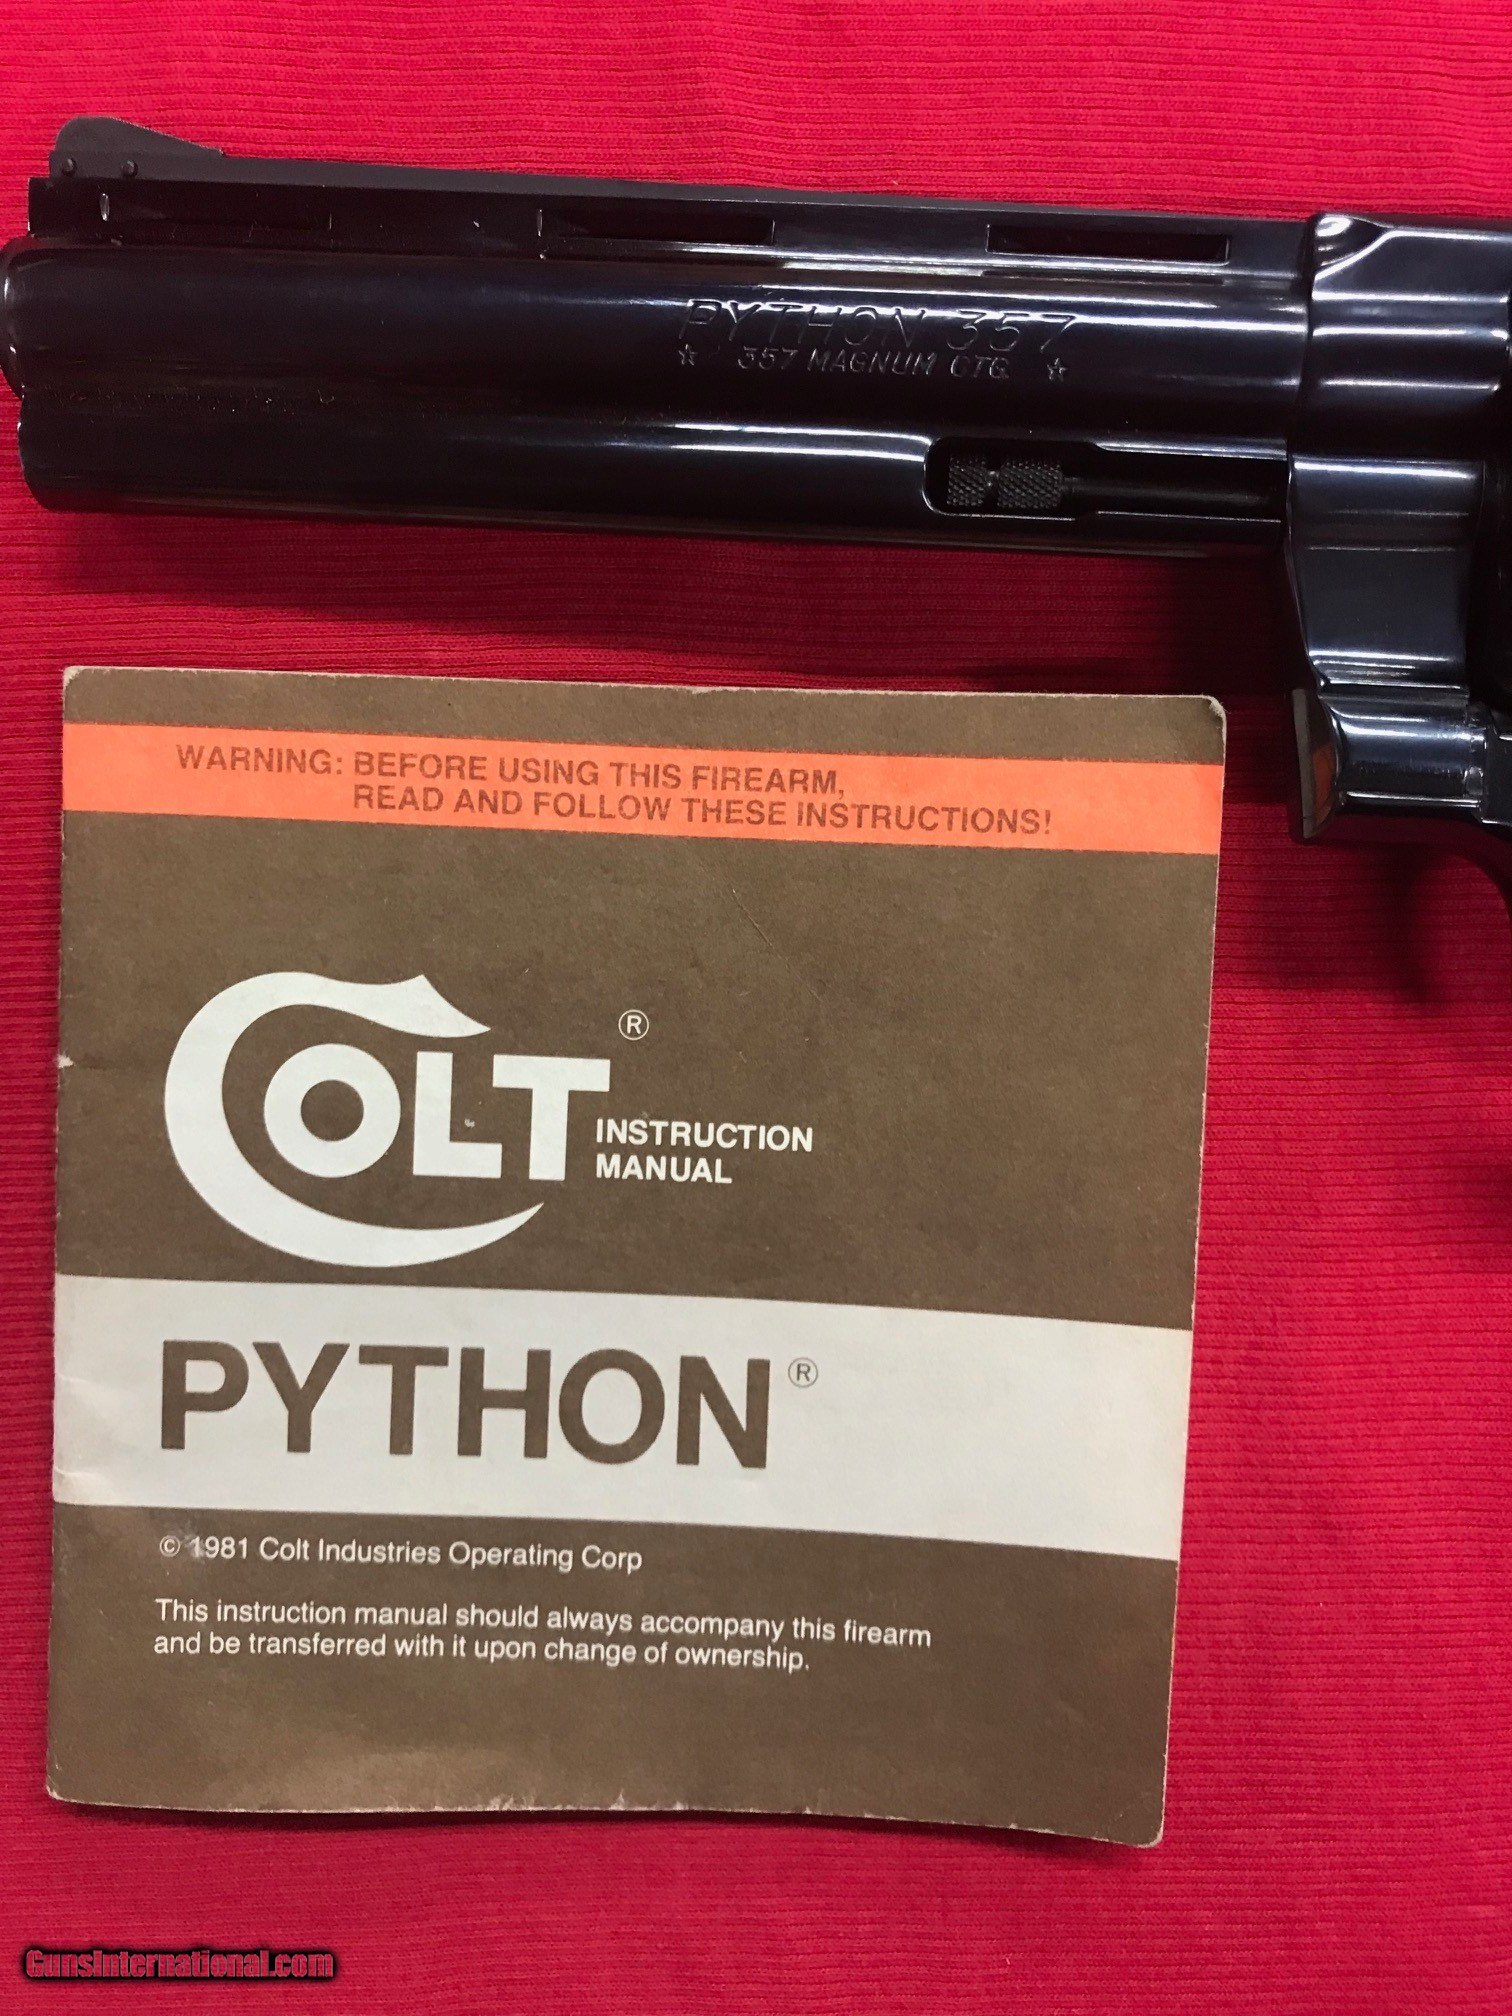 PYTHON 357
☆ 357 MAGNUM CTG. ☆
WARNING: BEFORE USING THIS FIREARM,
READ AND FOLLOW THESE INSTRUCTIONS!
COLT®
INSTRUCTION
MANUAL
PYTHON®
© 1981 Colt Industries Operating Corp
This instruction manual should always accompany this firearm
and be transferred with it upon change of ownership.
GunsInternational.com